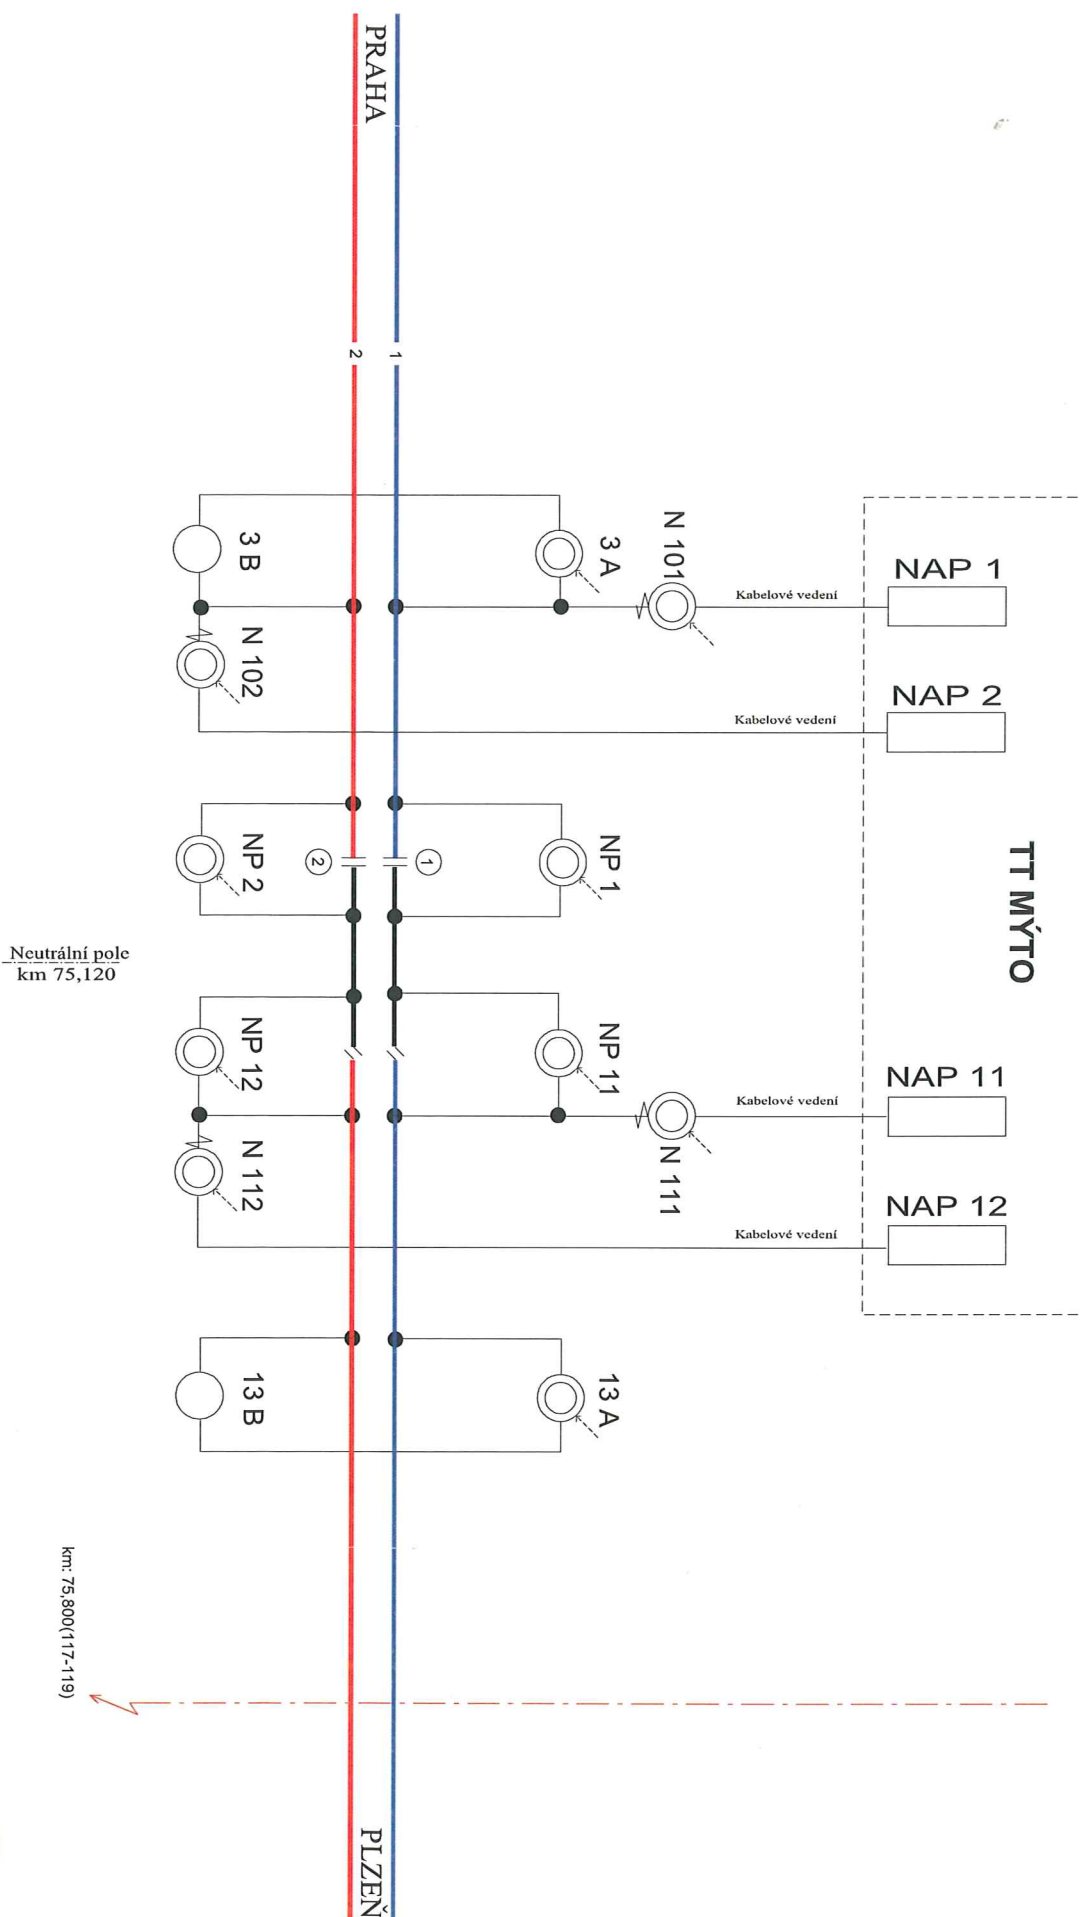 PRAHA
2
1
NAP 1
Kabelové vedení
N 101
3 A
3 B
N 102
NAP 2
Kabelové vedení
TT MÝTO
NP 1
1
2
NP 2
Neutrální pole
km 75,120
NP 11
NP 12
NAP 11
Kabelové vedení
N 111
N 112
NAP 12
Kabelové vedení
13 A
13 B
km: 75,800(117-119)
PLZEŇ